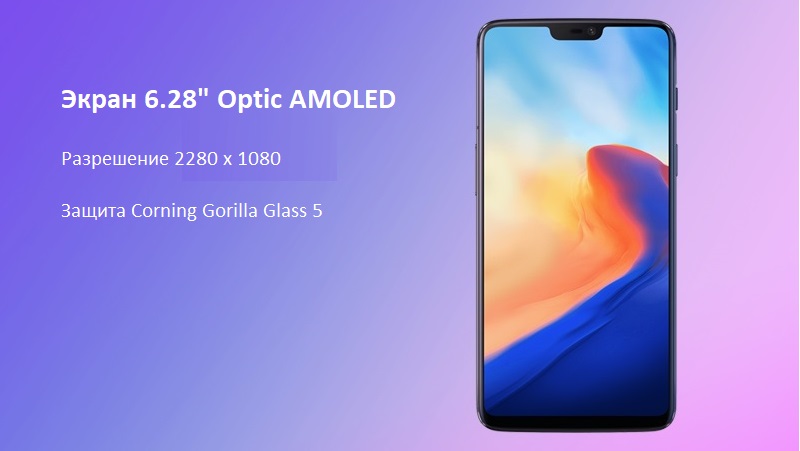 Экран 6.28" Optic AMOLED
Разрешение 2280 x 1080
Защита Corning Gorilla Glass 5